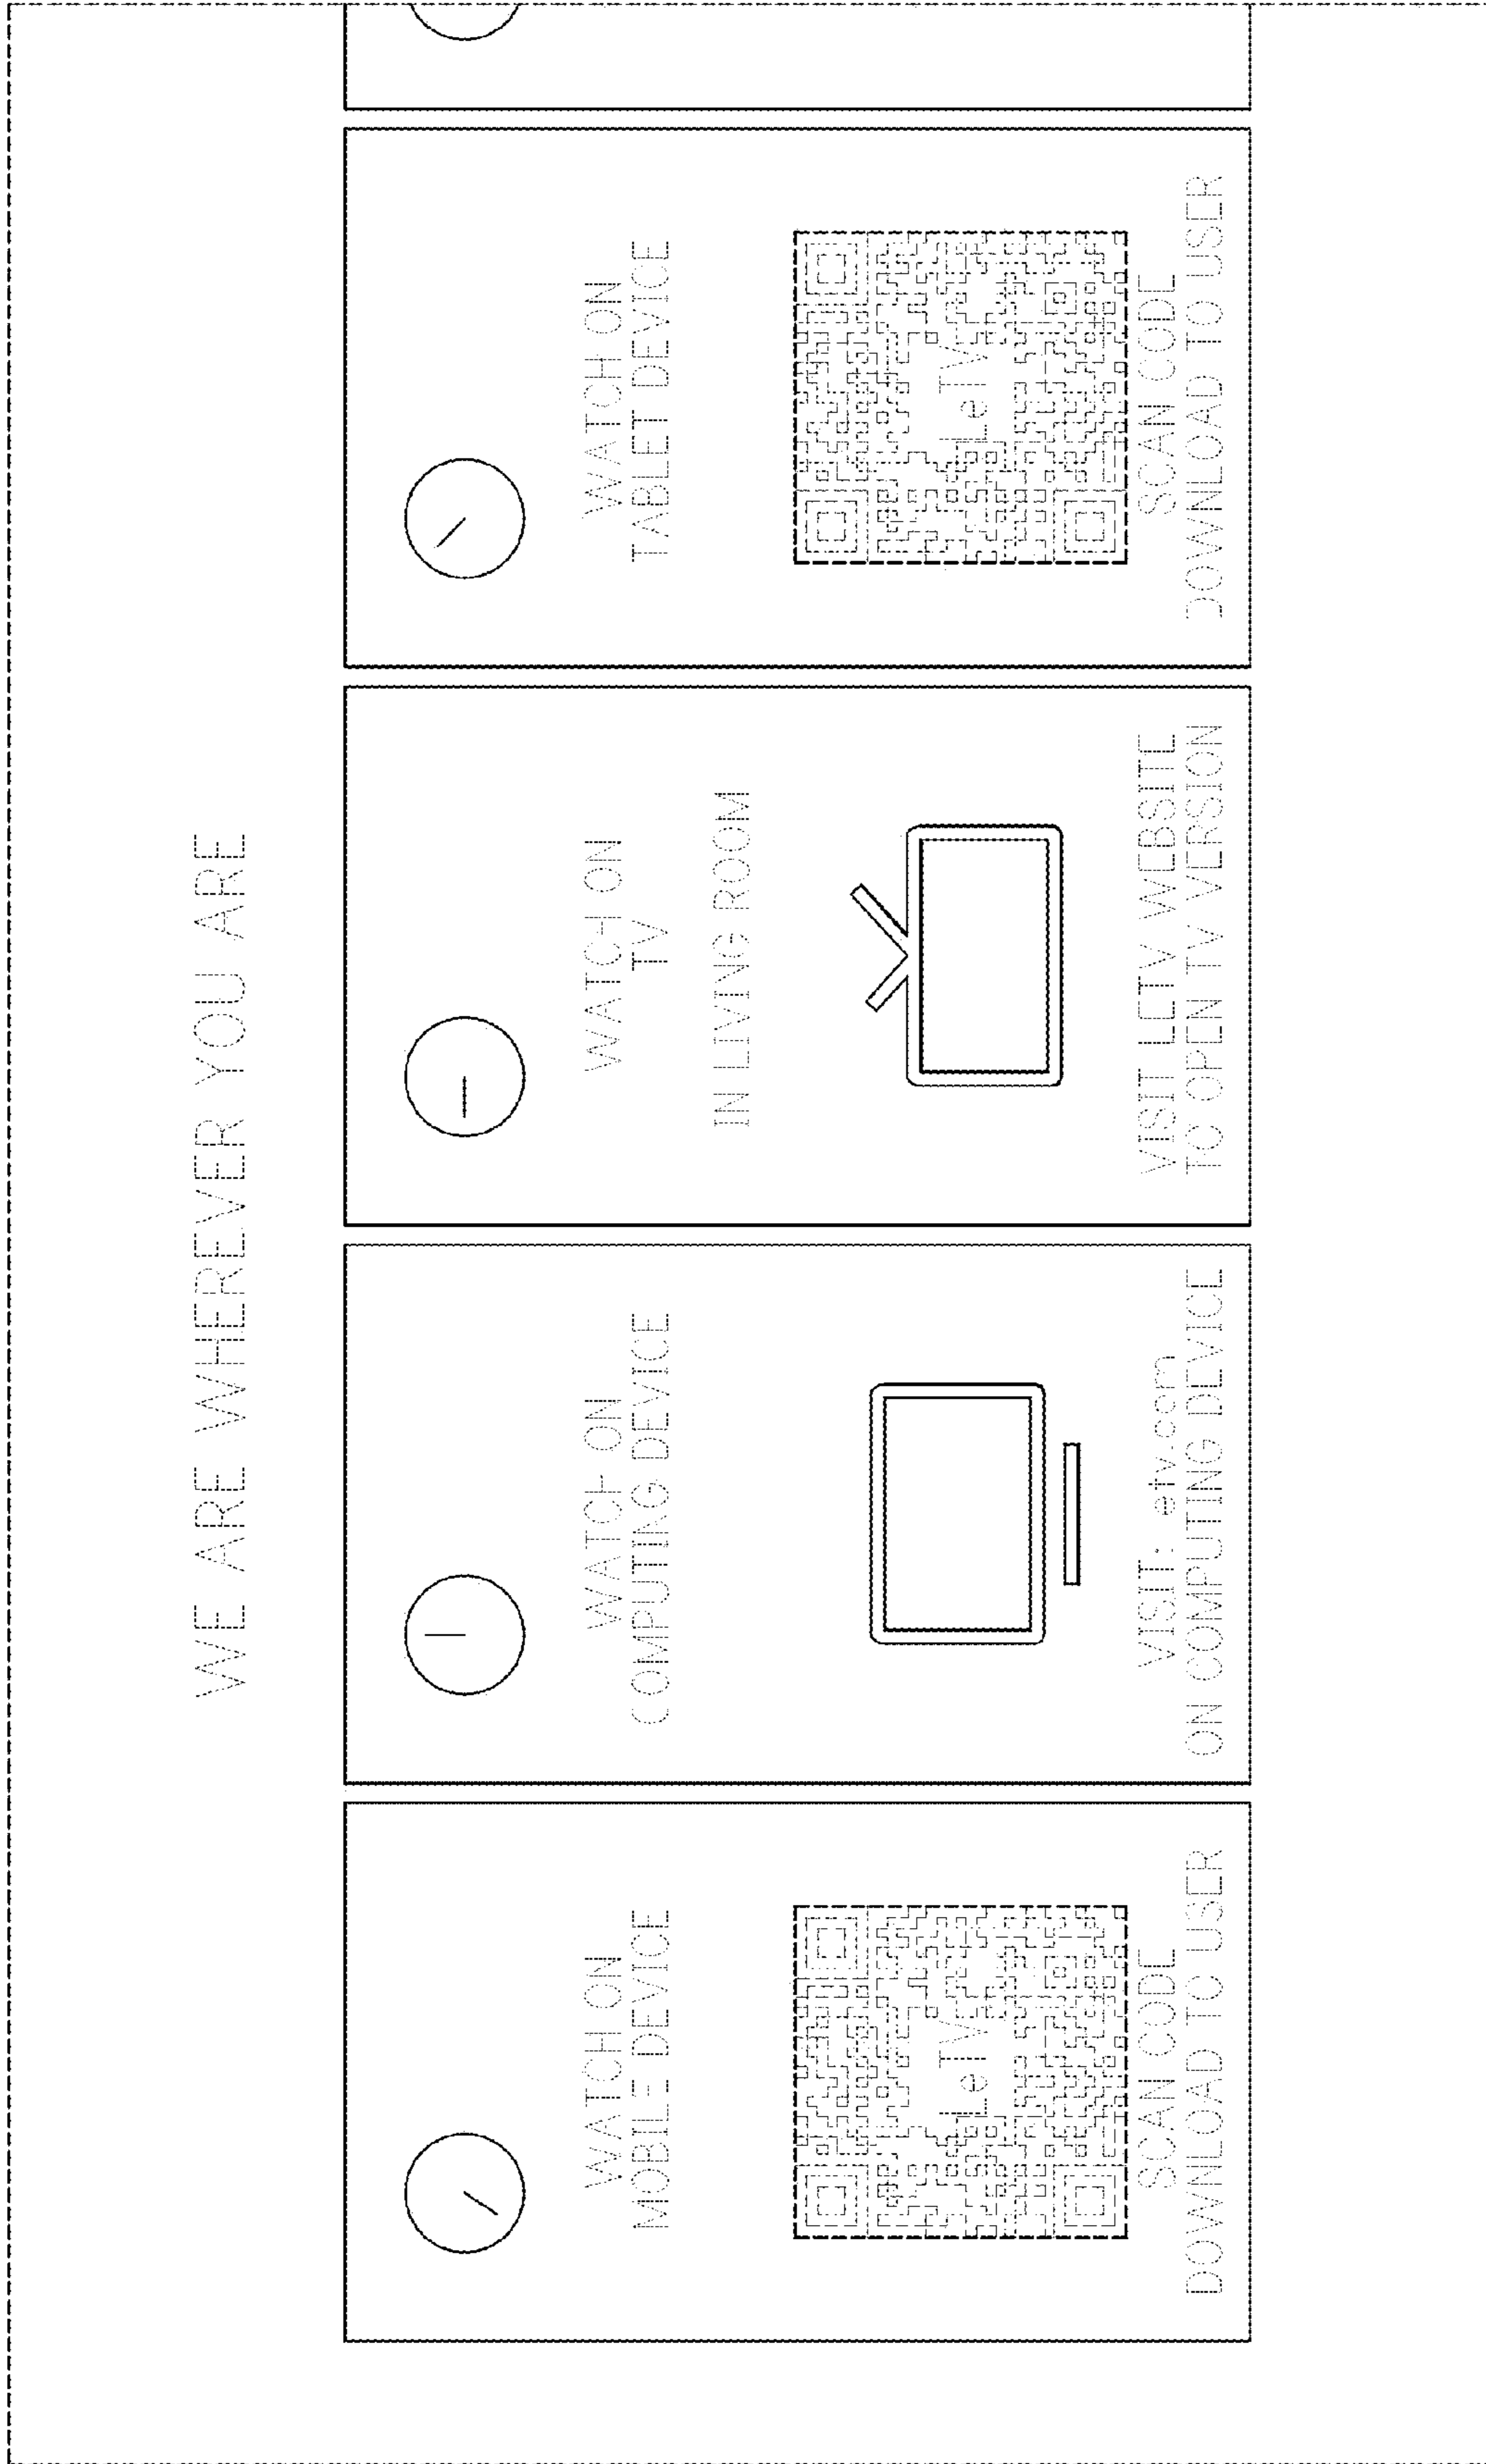 WE ARE WHEREVER YOU ARE
WATCH ON
MOBILE DEVICE
LeTV
SCAN CODE
DOWNLOAD TO USER
WATCH ON
COMPUTING DEVICE
VISIT: etv.com
ON COMPUTING DEVICE
WATCH ON
TV
IN LIVING ROOM
VISIT LETV WEBSITE
TO OPEN TV VERSION
WATCH ON
TABLET DEVICE
LeTV
SCAN CODE
DOWNLOAD TO USER